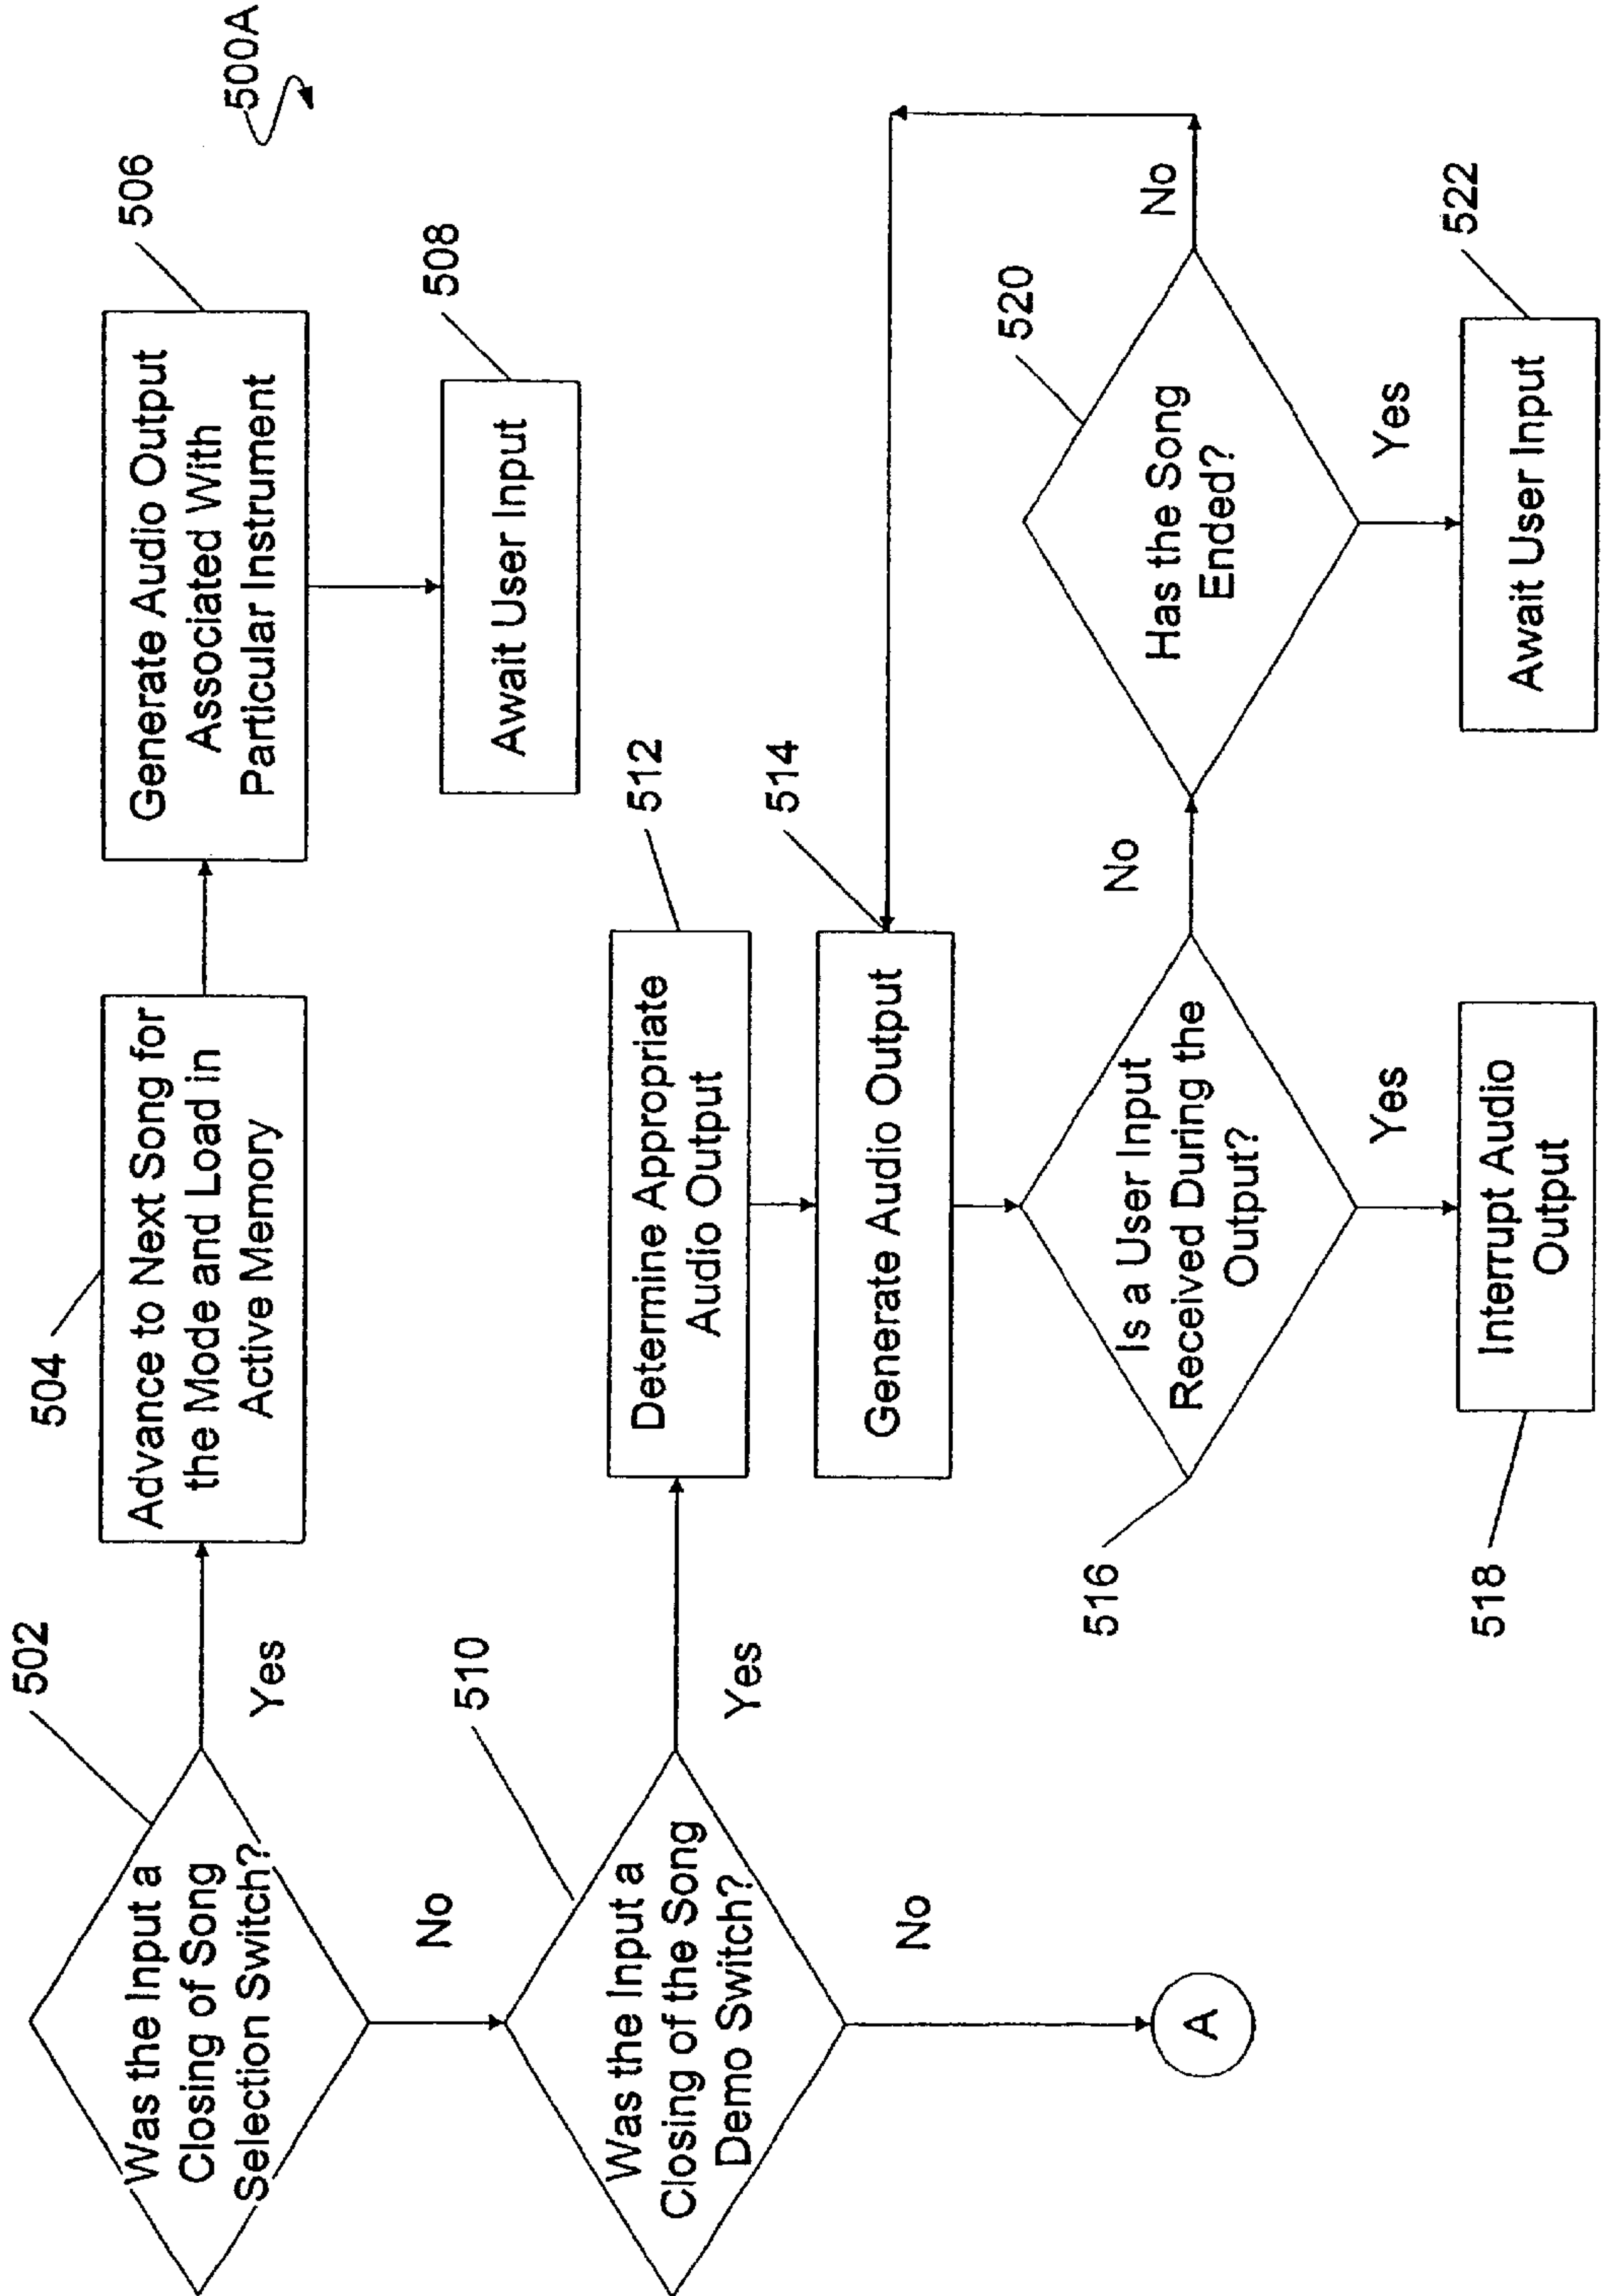 500A
502
Was the Input a
Closing of Song
Selection Switch?
Yes
No
504
Advance to Next Song for
the Mode and Load in
Active Memory
506
Generate Audio Output
Associated With
Particular Instrument
508
Await User Input
510
Was the Input a
Closing of the Song
Demo Switch?
Yes
No
A
512
Determine Appropriate
Audio Output
514
Generate Audio Output
516
Is a User Input
Received During the
Output?
No
Yes
518
Interrupt Audio
Output
520
Has the Song
Ended?
No
Yes
522
Await User Input